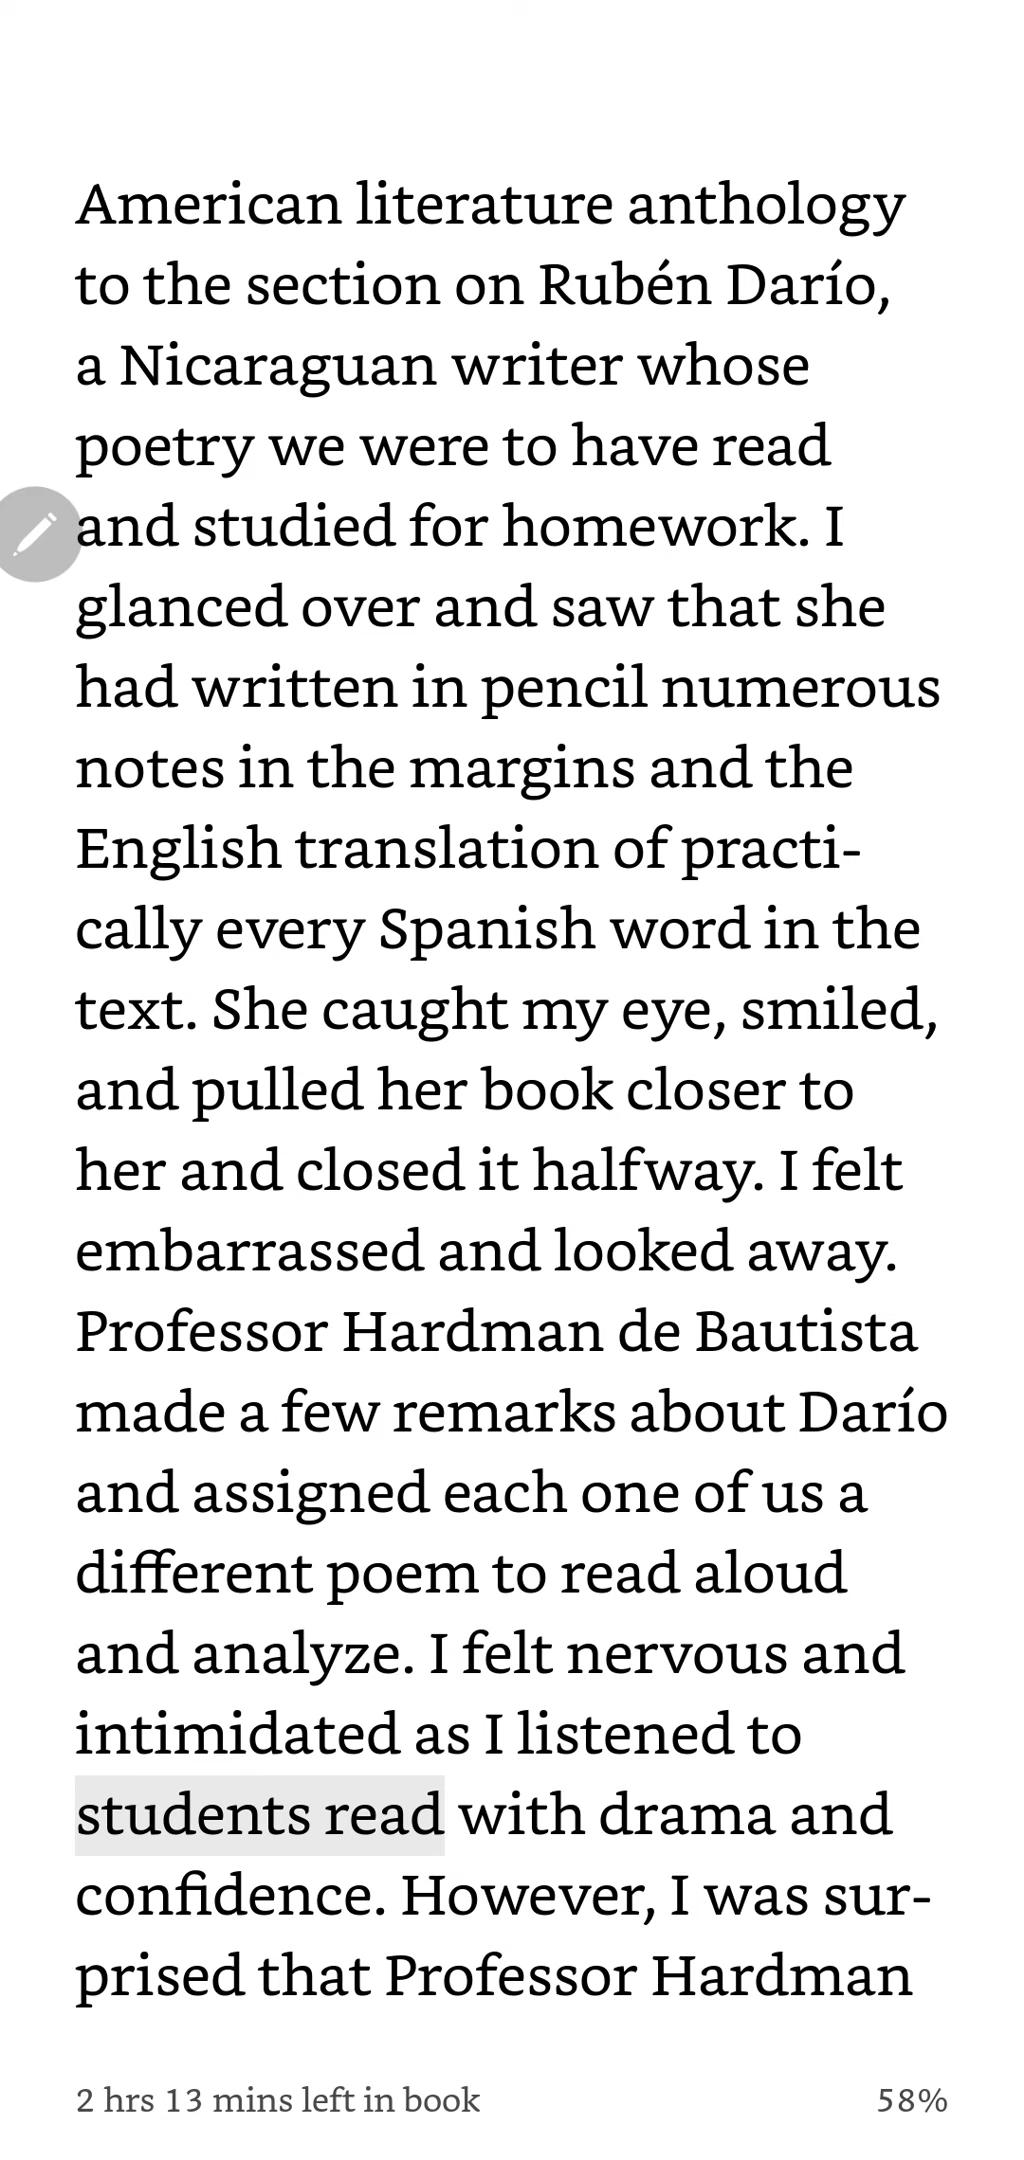 American literature anthology
to the section on Rubén Darío,
a Nicaraguan writer whose
poetry we were to have read
and studied for homework. I
glanced over and saw that she
had written in pencil numerous
notes in the margins and the
English translation of practi-
cally every Spanish word in the
text. She caught my eye, smiled,
and pulled her book closer to
her and closed it halfway. I felt
embarrassed and looked away.
Professor Hardman de Bautista
made a few remarks about Darío
and assigned each one of us a
different poem to read aloud
and analyze. I felt nervous and
intimidated as I listened to
students read with drama and
confidence. However, I was sur-
prised that Professor Hardman
2 hrs 13 mins left in book 58%